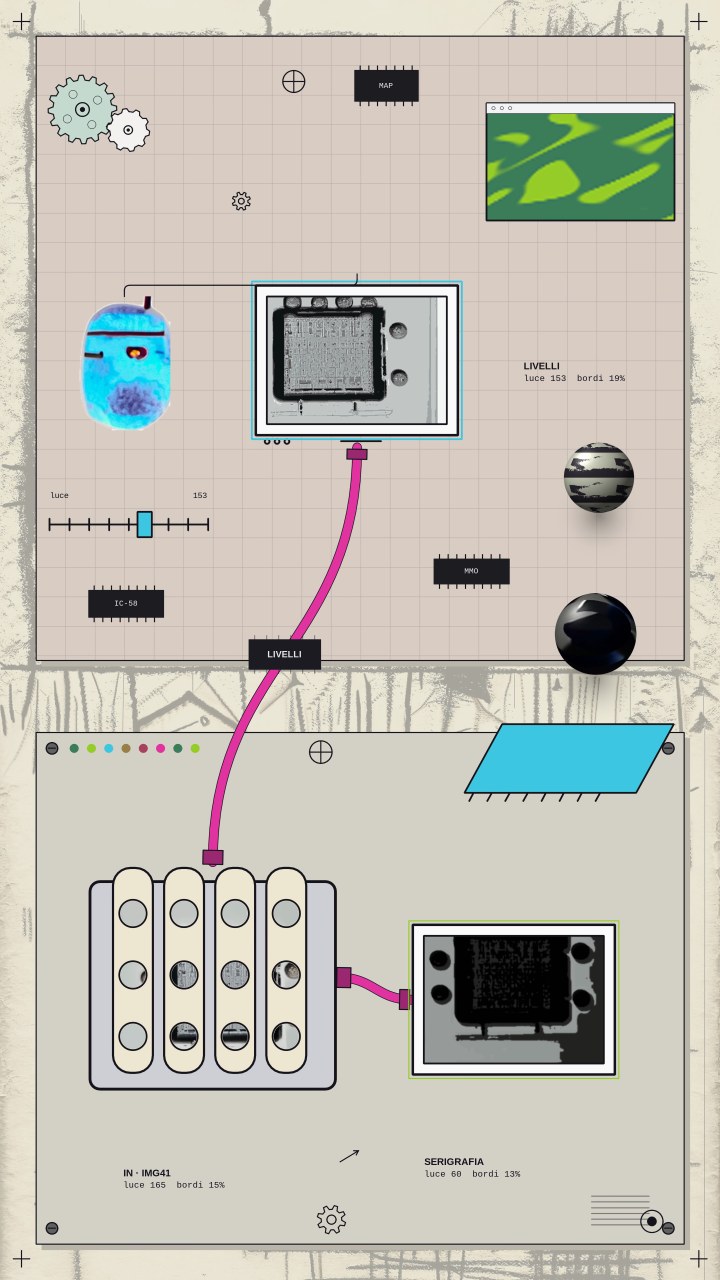 MAP
LIVELLI
luce 153  bordi 19%
luce 153
MMO
IC-58
LIVELLI
IN · IMG41
luce 165  bordi 15%
SERIGRAFIA
luce 60  bordi 13%